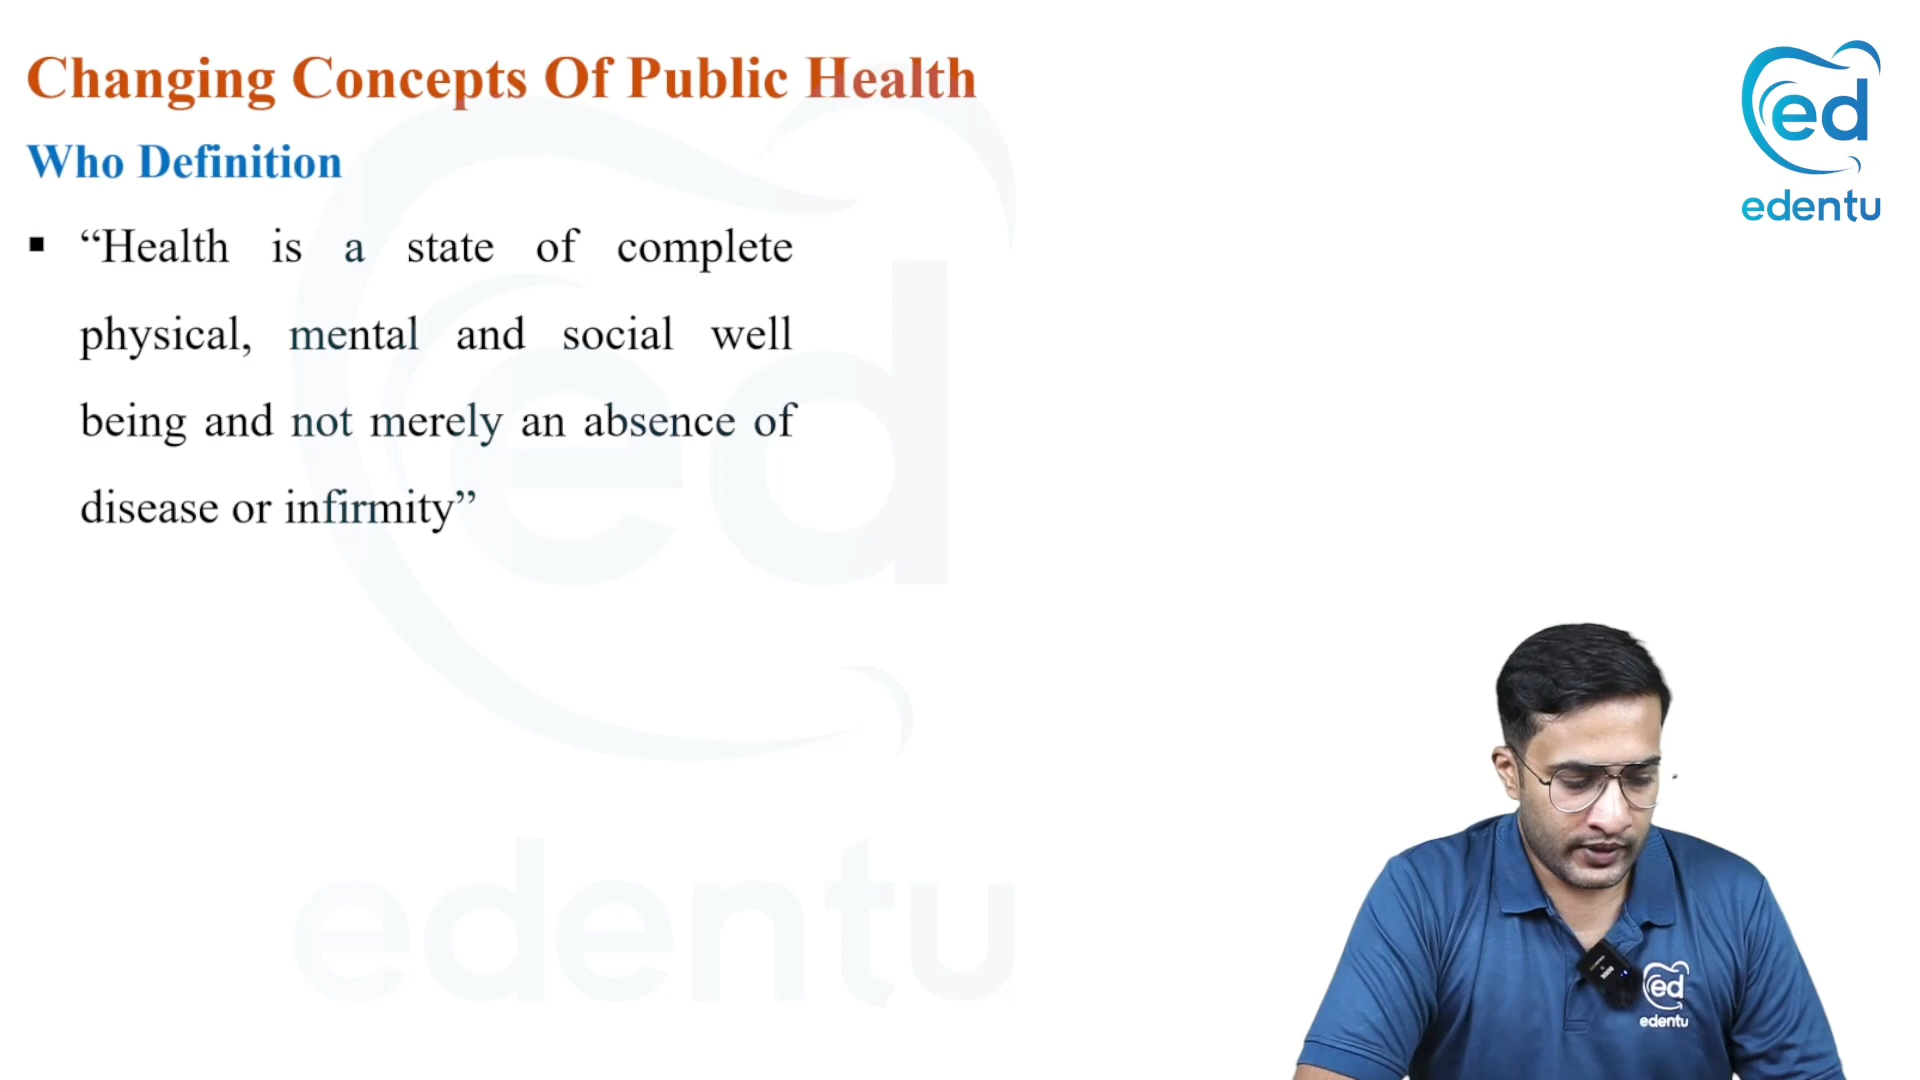 Changing Concepts Of Public Health
Who Definition
▪ “Health is a state of complete
physical, mental and social well
being and not merely an absence of
disease or infirmity”
ed
edentu
ed
edentu
ed
edentu